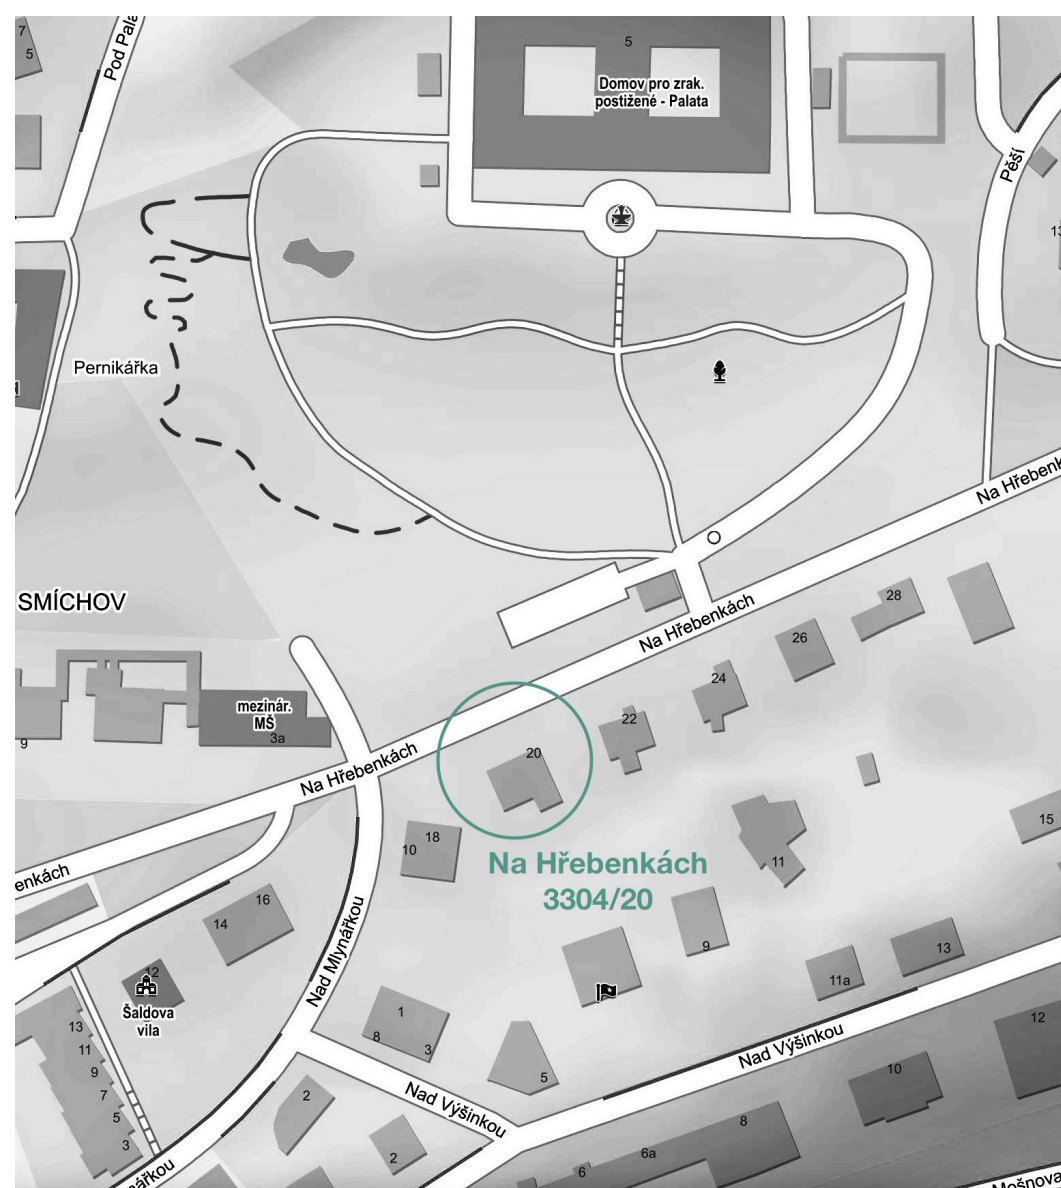 7
5
Pod Pala
5
Domov pro zrak.
postižené - Palata
Pěší
13
Pernikářka
Na Hřebenk
SMÍCHOV
28
Na Hřebenkách
26
24
mezinár.
MŠ
3a
9
22
20
Na Hřebenkách
18
10
15
11
Na Hřebenkách
3304/20
enkách
16
14
9
13
11a
12
Šaldova
vila
Nad Mlynářkou
1
8
3
12
13
11
9
7
5
3
Nad Výšinkou
5
10
2
Nad Výšinkou
8
2
6a
6
nářkou
Mošnova